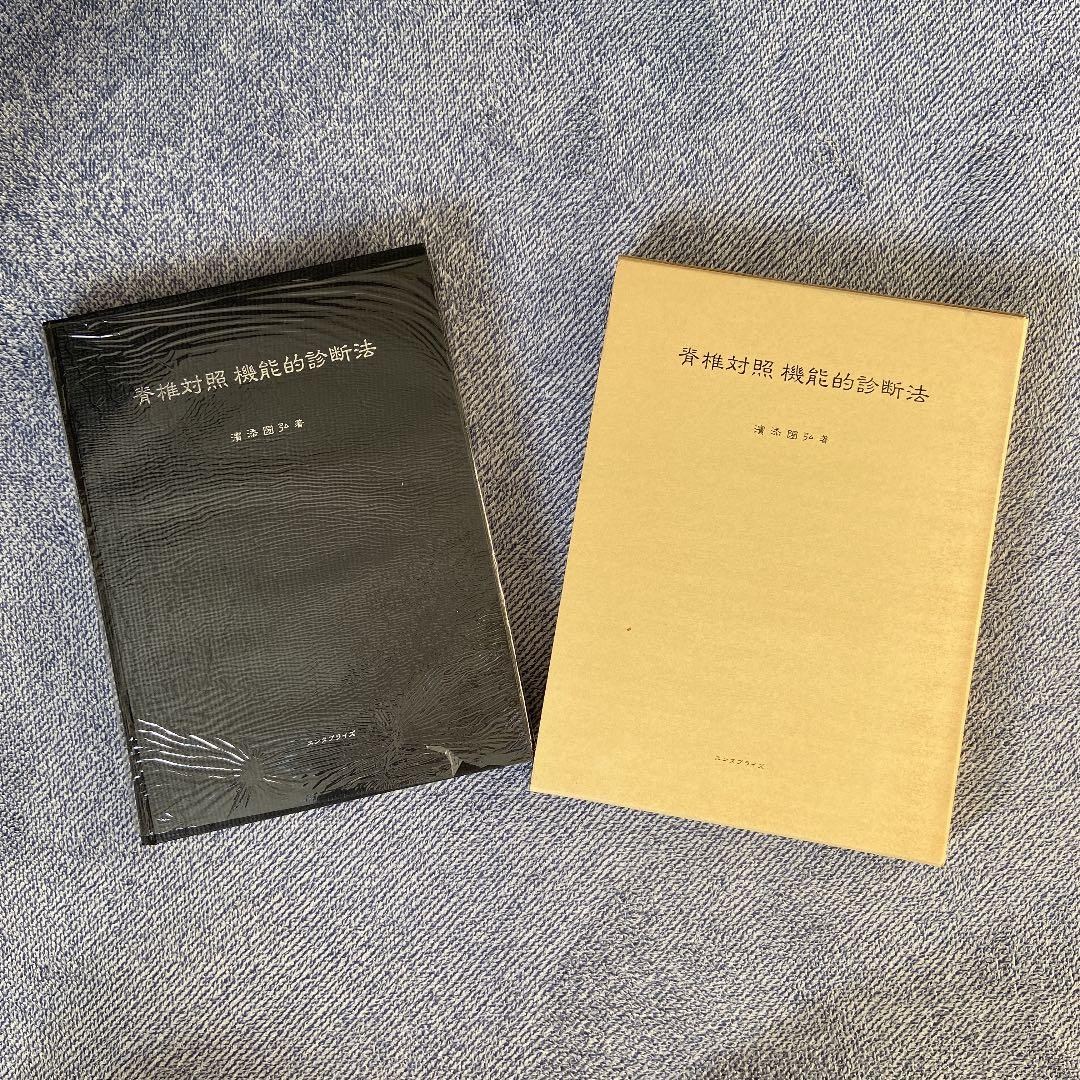 脊椎対照 機能的診断法
濱添圀弘著
エンタプライズ
脊椎対照 機能的診断法
濱添圀弘著
エンタプライズ